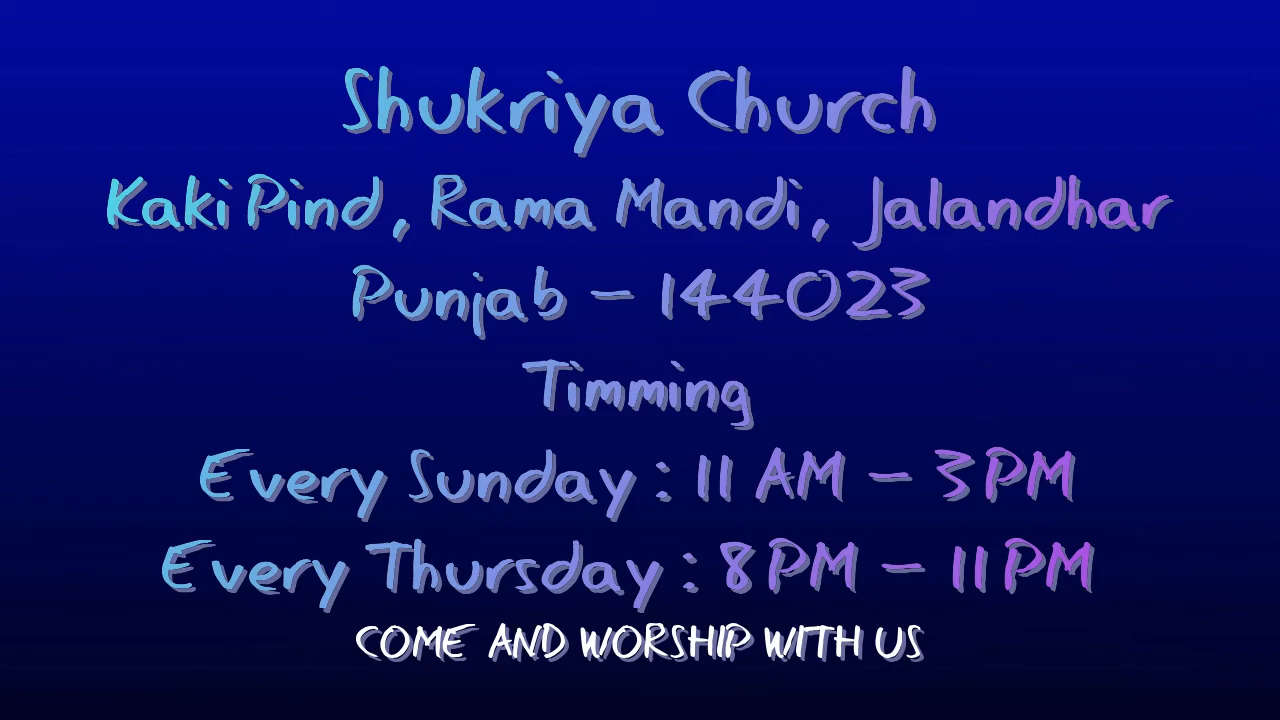 Shukriya Church
Kaki Pind, Rama Mandi, Jalandhar
Punjab - 144023
Timming
Every Sunday : 11 AM - 3PM
Every Thursday : 8PM - 11PM
COME AND WORSHIP WITH US